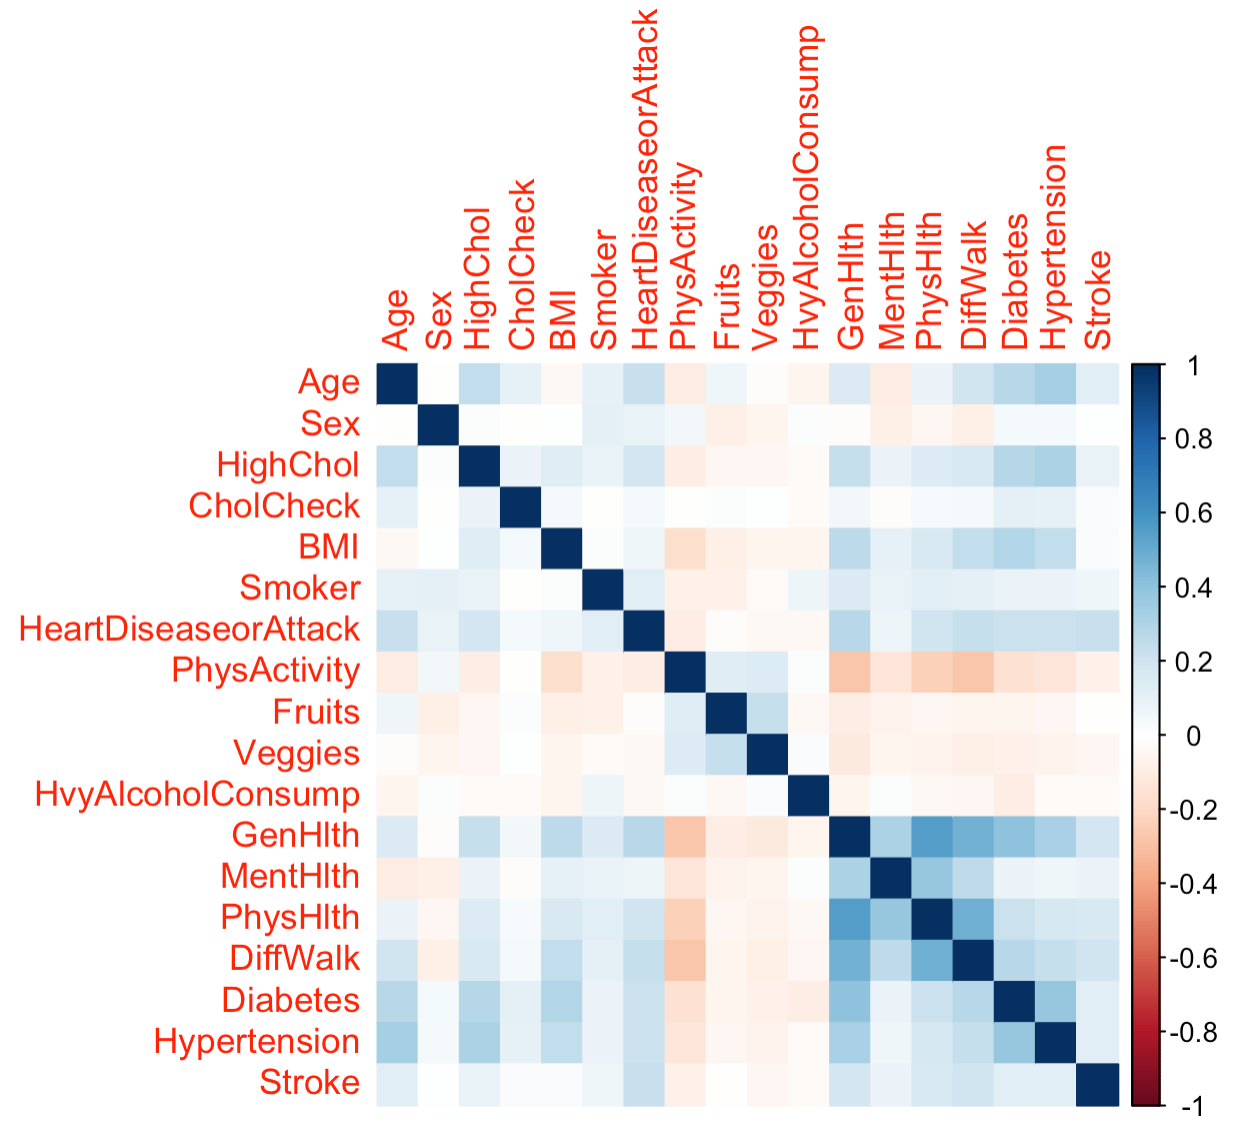 Age
Sex
HighChol
CholCheck
BMI
Smoker
HeartDiseaseorAttack
PhysActivity
Fruits
Veggies
HvyAlcoholConsump
GenHlth
MentHlth
PhysHlth
DiffWalk
Diabetes
Hypertension
Stroke
Age
Sex
HighChol
CholCheck
BMI
Smoker
HeartDiseaseorAttack
PhysActivity
Fruits
Veggies
HvyAlcoholConsump
GenHlth
MentHlth
PhysHlth
DiffWalk
Diabetes
Hypertension
Stroke
1
0.8
0.6
0.4
0.2
0
-0.2
-0.4
-0.6
-0.8
-1